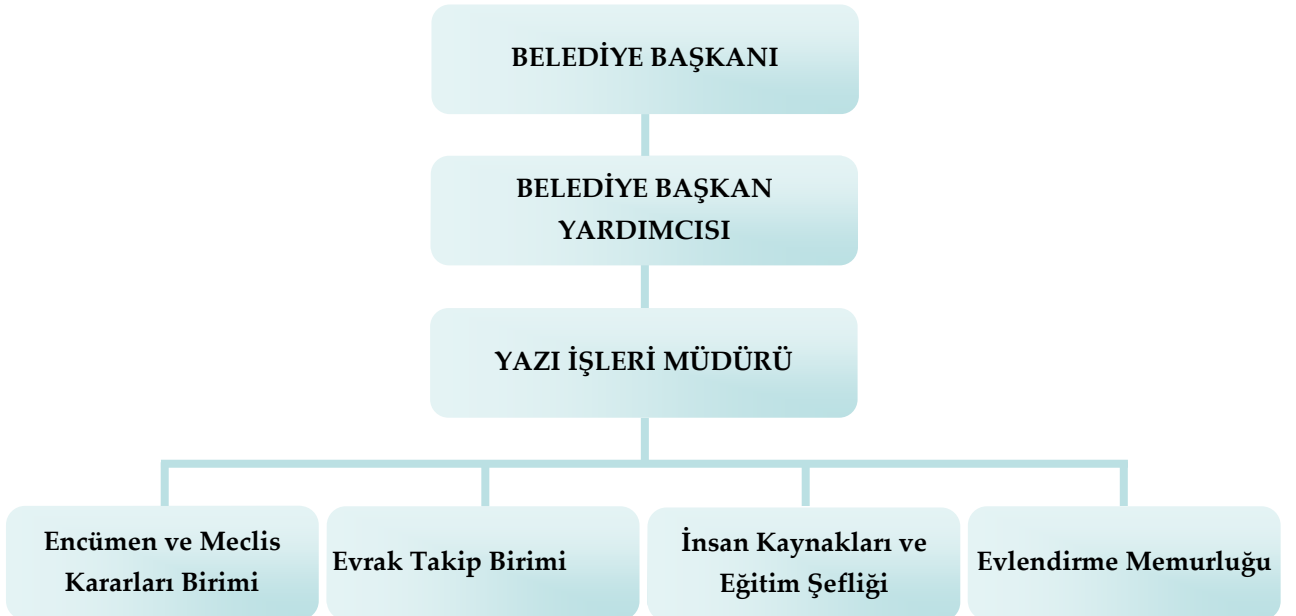 BELEDİYE BAŞKANI
BELEDİYE BAŞKAN
YARDIMCISI
YAZI İŞLERİ MÜDÜRÜ
Encümen ve Meclis
Kararları Birimi
Evrak Takip Birimi
İnsan Kaynakları ve
Eğitim Şefliği
Evlendirme Memurluğu